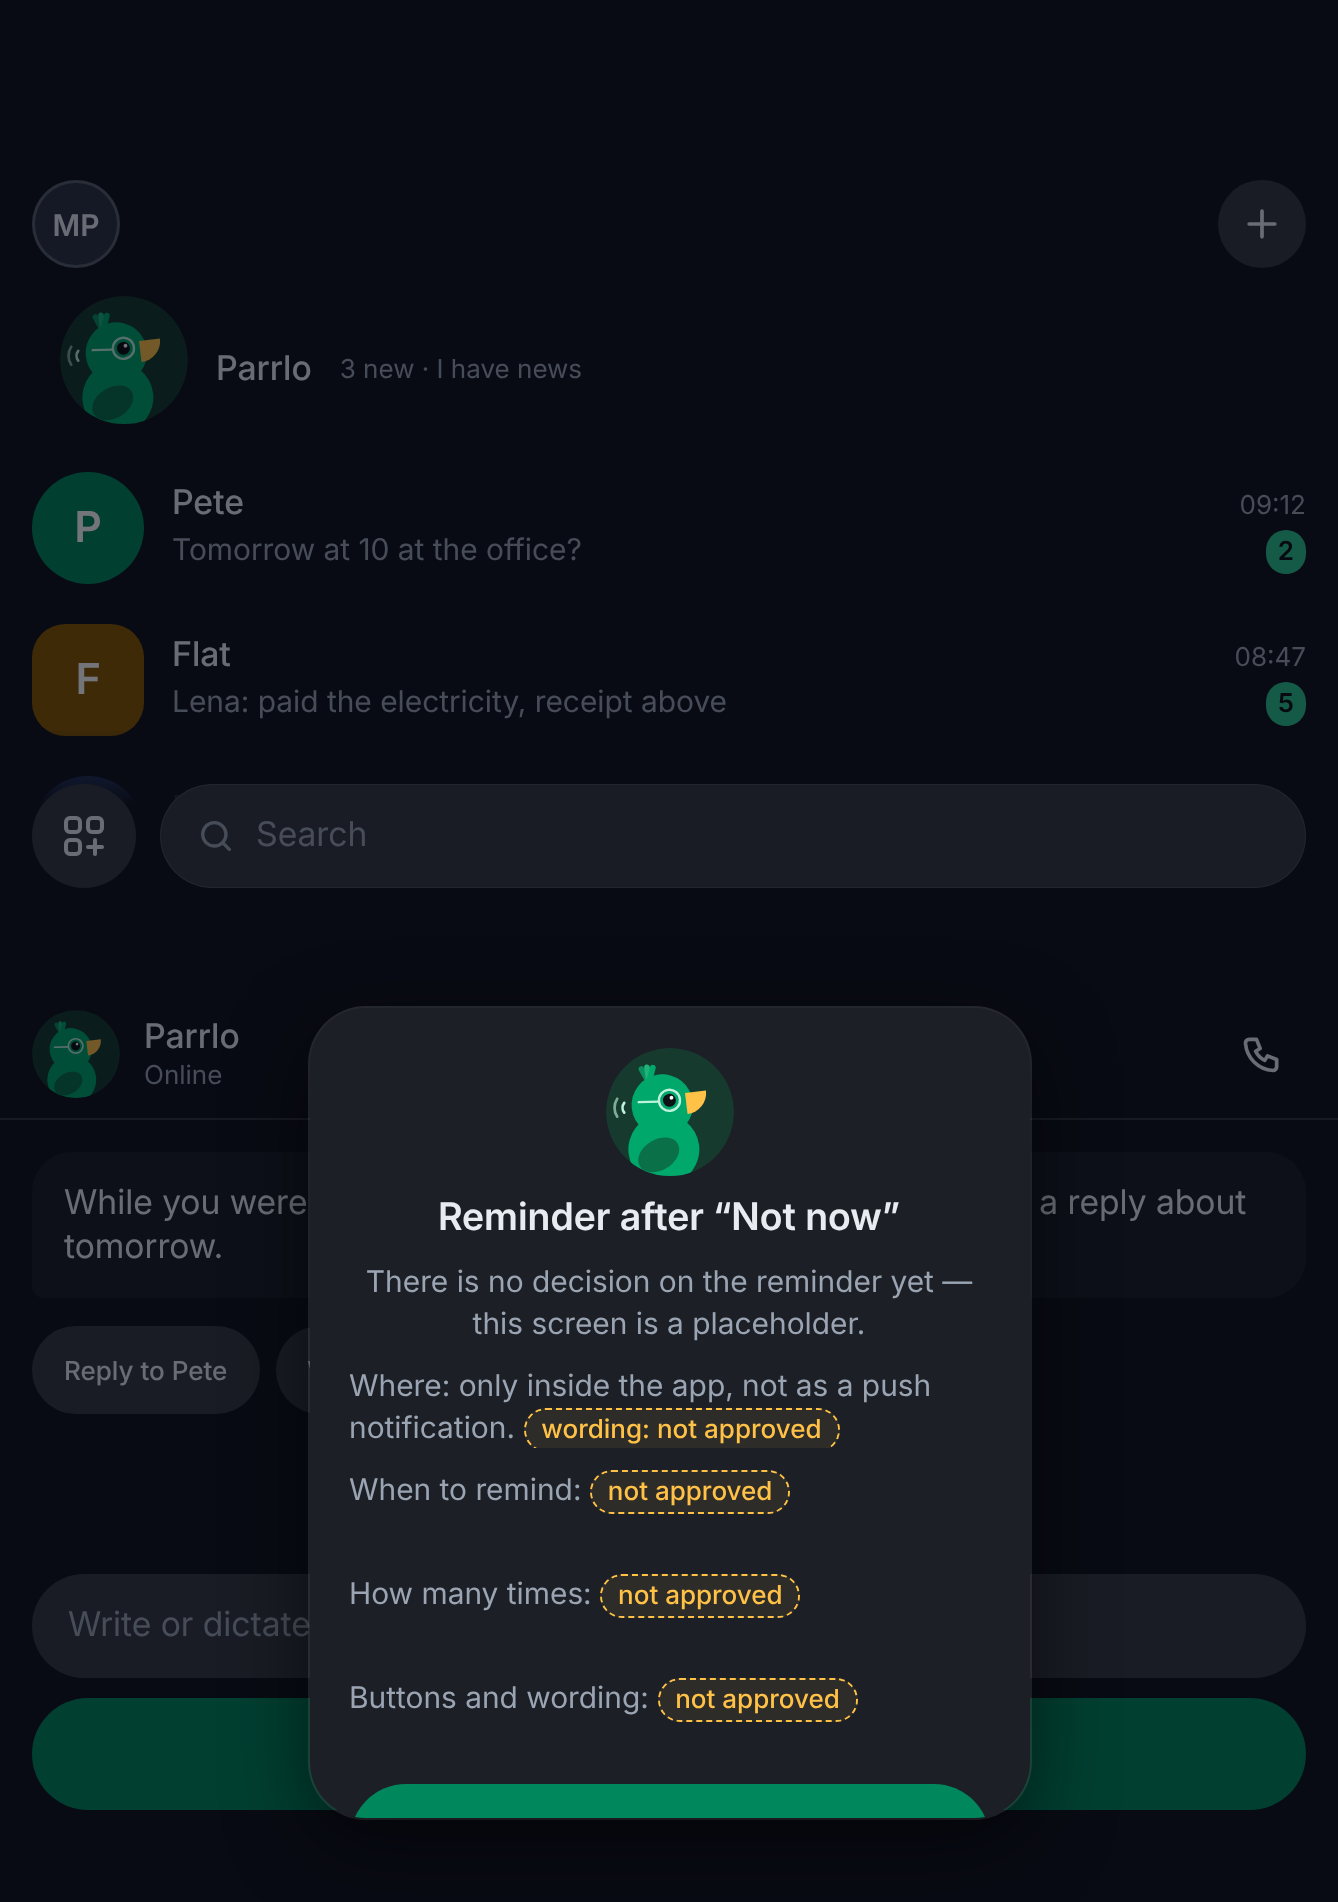 MP
Parrlo 3 new · I have news
Pete 09:12
P
Tomorrow at 10 at the office? 2
Flat 08:47
F
Lena: paid the electricity, receipt above 5
Search
Parrlo
Online
Reminder after “Not now”
There is no decision on the reminder yet —
this screen is a placeholder.
Where: only inside the app, not as a push
notification. wording: not approved
When to remind: not approved
How many times: not approved
Buttons and wording: not approved
While you were a reply about
tomorrow.
Reply to Pete
Write or dictate